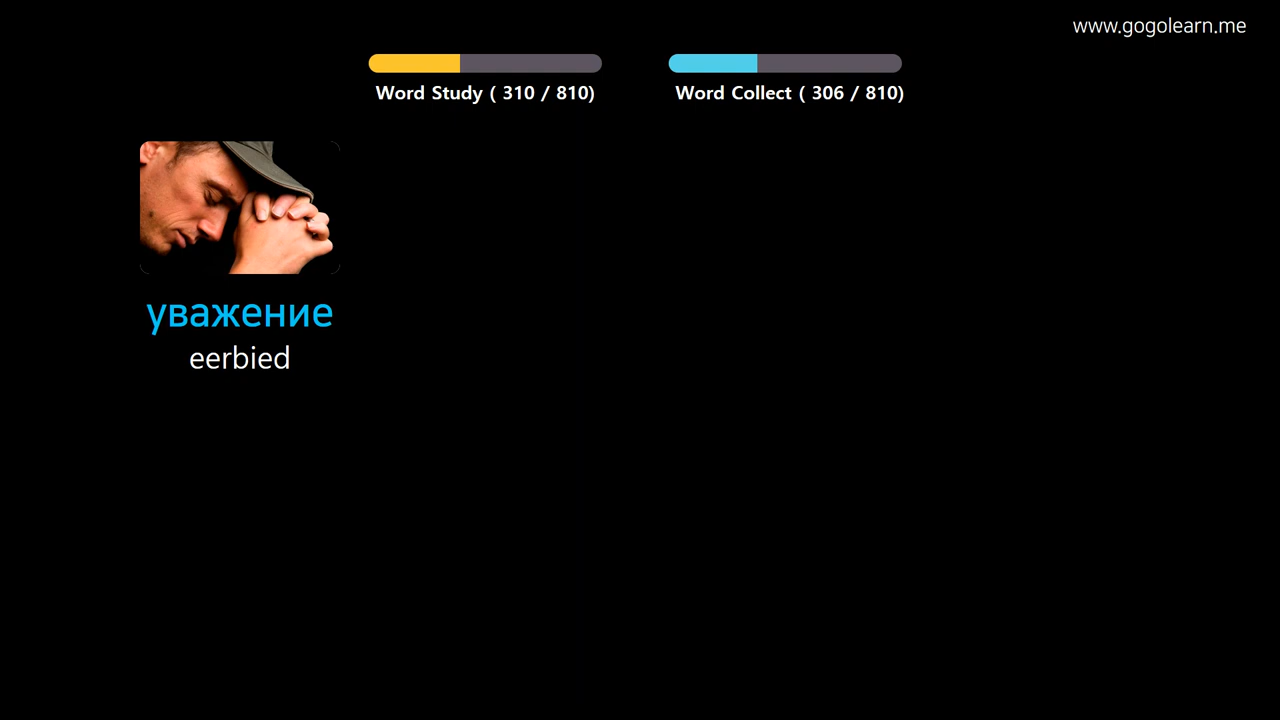 www.gogolearn.me
Word Study ( 310 / 810)
Word Collect ( 306 / 810)
уважение
eerbied